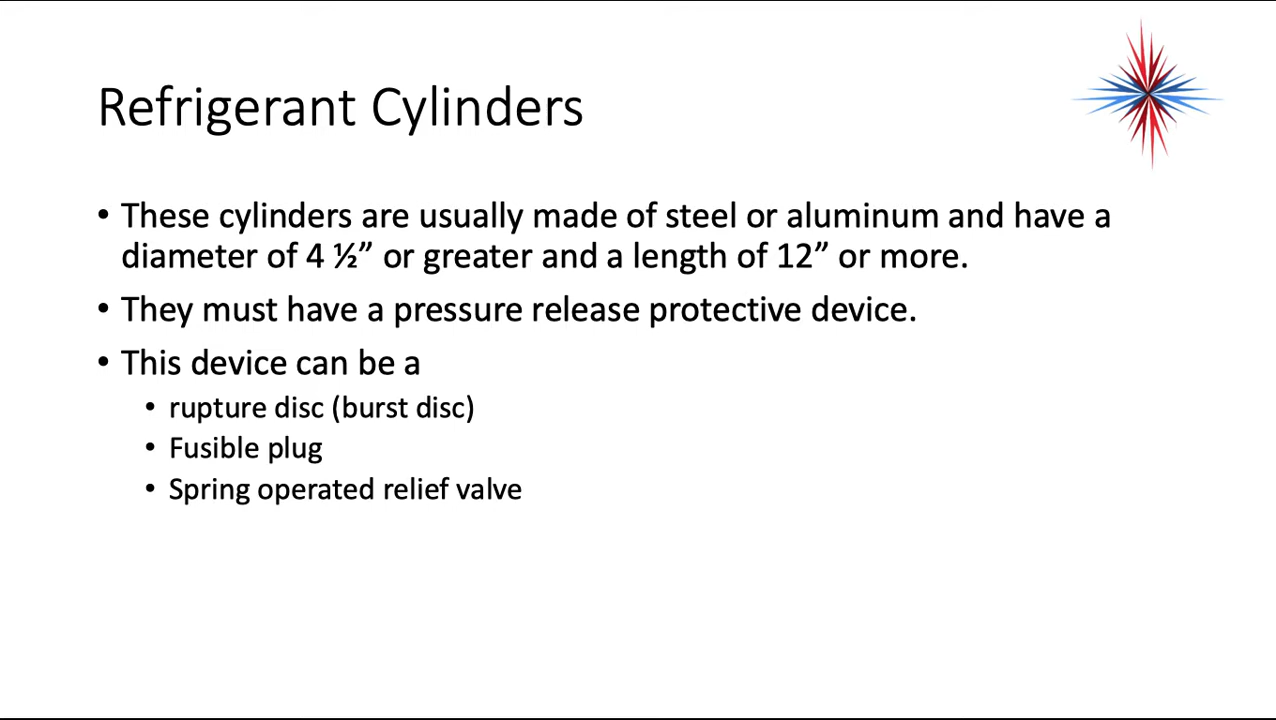 Refrigerant Cylinders
• These cylinders are usually made of steel or aluminum and have a
diameter of 4 ½” or greater and a length of 12” or more.
• They must have a pressure release protective device.
• This device can be a
• rupture disc (burst disc)
• Fusible plug
• Spring operated relief valve